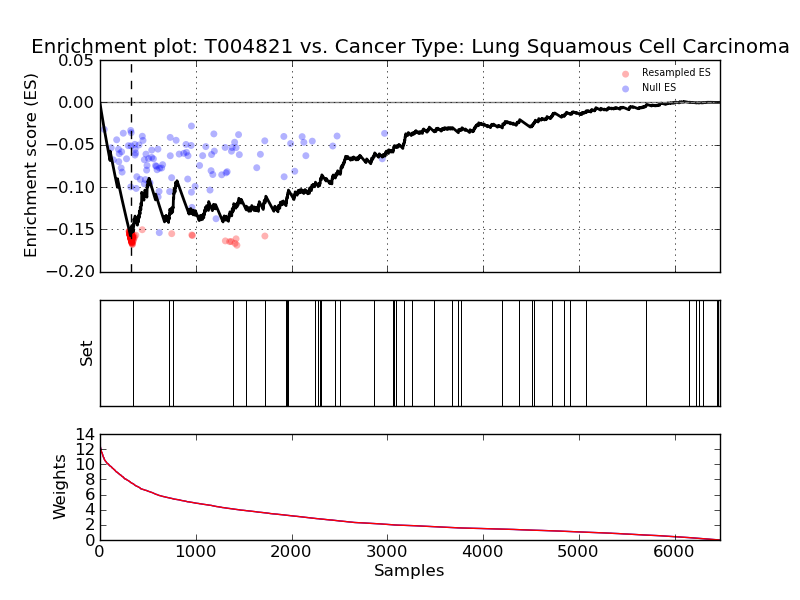 Enrichment plot: T004821 vs. Cancer Type: Lung Squamous Cell Carcinoma
0.05
0.00
−0.05
−0.10
−0.15
−0.20
Enrichment score (ES)
Resampled ES
Null ES
Set
14
12
10
8
6
4
2
0
Weights
0 1000 2000 3000 4000 5000 6000
Samples